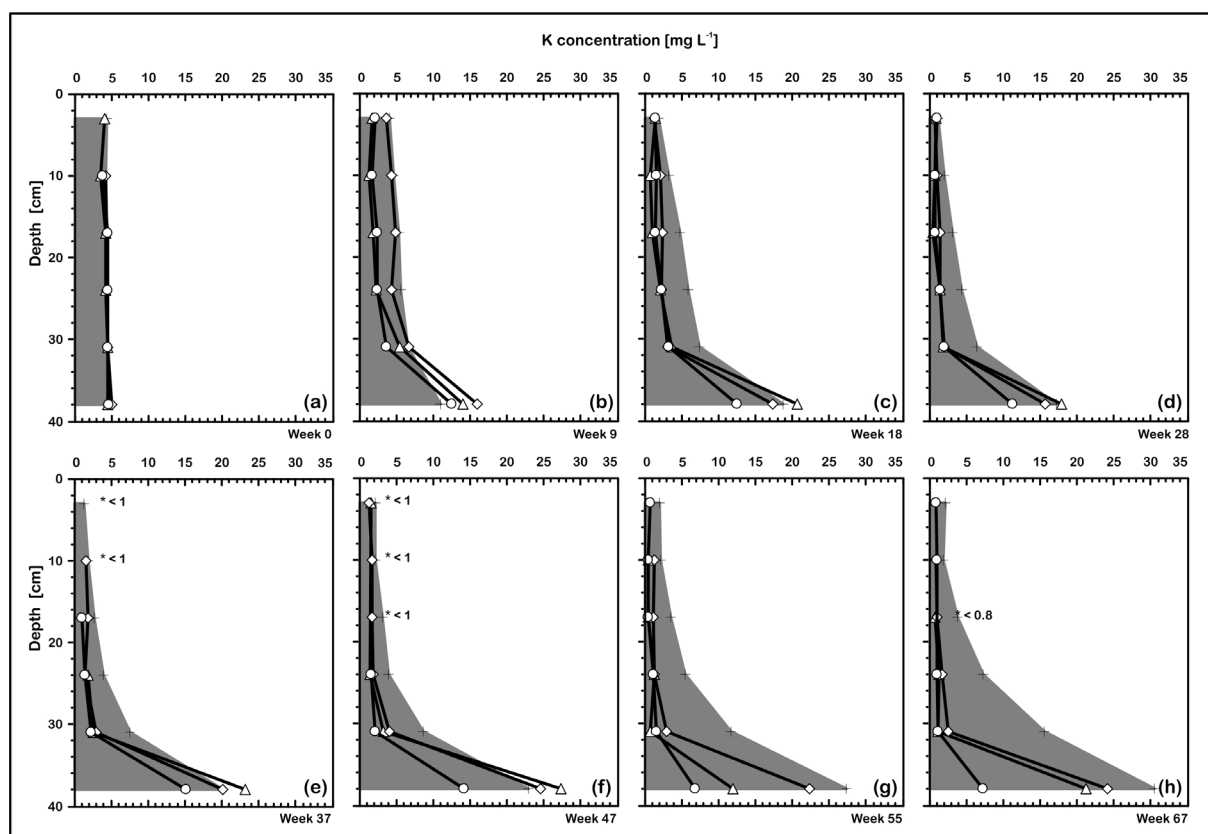 K concentration [mg L⁻¹]
0 5 10 15 20 25 30 35 0 5 10 15 20 25 30 35 0 5 10 15 20 25 30 35 0 5 10 15 20 25 30 35
0
10
20
30
40
Depth [cm]
(a) (b) (c) (d)
Week 0 Week 9 Week 18 Week 28
0 5 10 15 20 25 30 35 0 5 10 15 20 25 30 35 0 5 10 15 20 25 30 35 0 5 10 15 20 25 30 35
0
10
20
30
40
Depth [cm]
* < 1 * < 1
* < 1 * < 1
* < 1 * < 0.8
(e) (f) (g) (h)
Week 37 Week 47 Week 55 Week 67